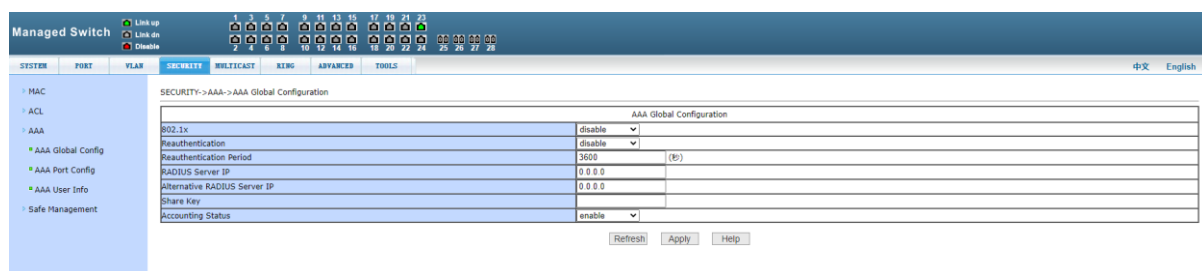 Managed Switch
Link up
Link dn
Disable
1 3 5 7 9 11 13 15 17 19 21 23
2 4 6 8 10 12 14 16 18 20 22 24 25 26 27 28
SYSTEM PORT VLAN SECURITY MULTICAST RING ADVANCED TOOLS 中文 English
MAC
ACL
AAA
AAA Global Config
AAA Port Config
AAA User Info
Safe Management
SECURITY->AAA->AAA Global Configuration
AAA Global Configuration
802.1x disable
Reauthentication disable
Reauthentication Period 3600 (秒)
RADIUS Server IP 0.0.0.0
Alternative RADIUS Server IP 0.0.0.0
Share Key
Accounting Status enable
Refresh Apply Help